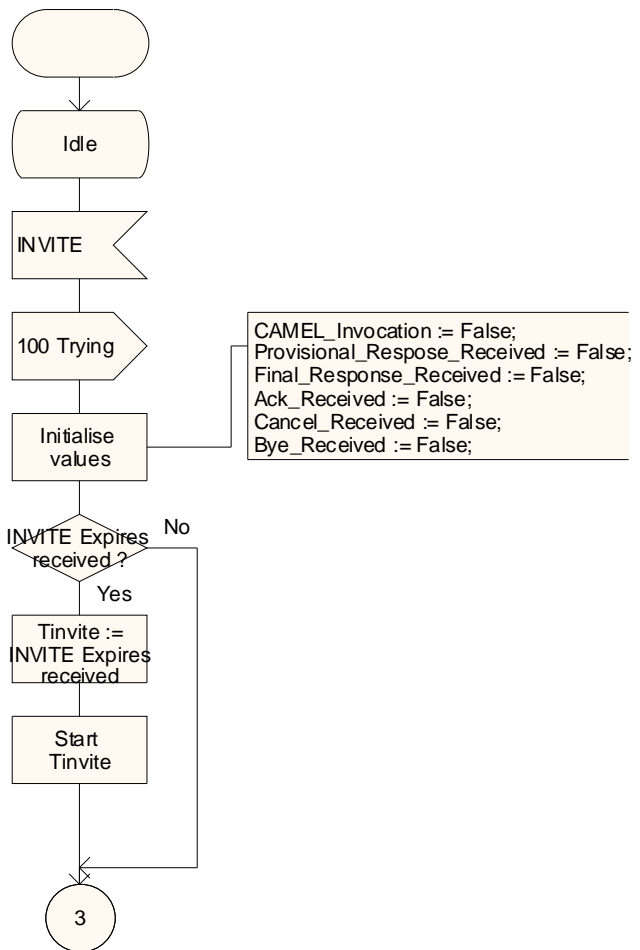 Idle
INVITE
100 Trying
CAMEL_Invocation := False;
Provisional_Respose_Received := False;
Final_Response_Received := False;
Ack_Received := False;
Cancel_Received := False;
Bye_Received := False;
Initialise
values
INVITE Expires
received ?
No
Yes
Tinvite :=
INVITE Expires
received
Start
Tinvite
3